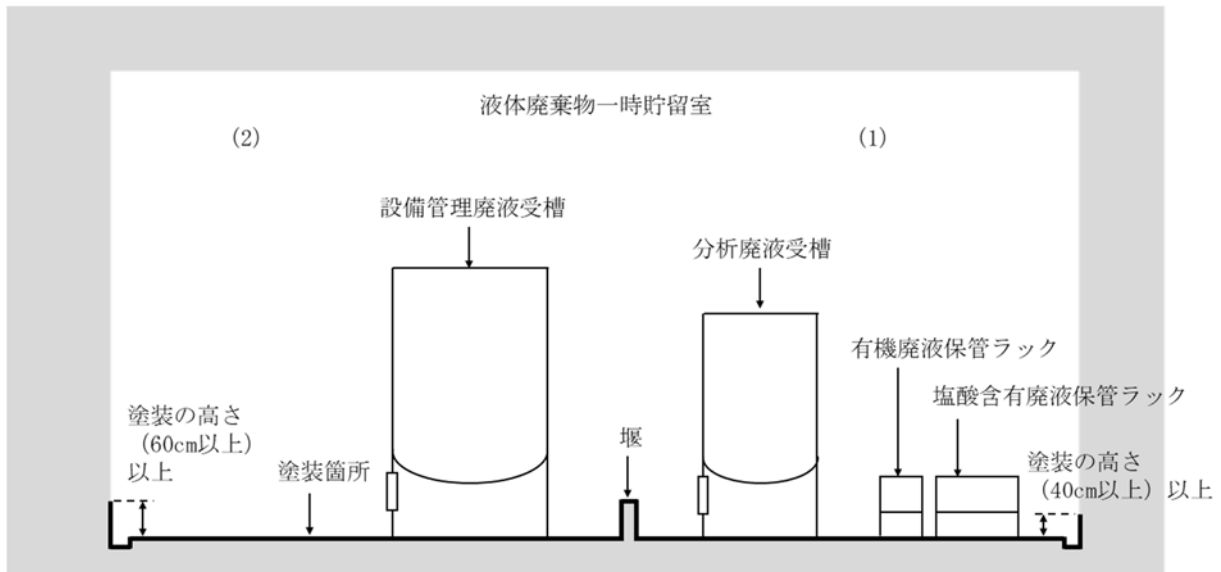 液体廃棄物一時貯留室
(2)
(1)
設備管理廃液受槽
分析廃液受槽
有機廃液保管ラック
塩酸含有廃液保管ラック
塗装の高さ
(60cm以上)
以上
塗装箇所
堰
塗装の高さ
(40cm以上) 以上